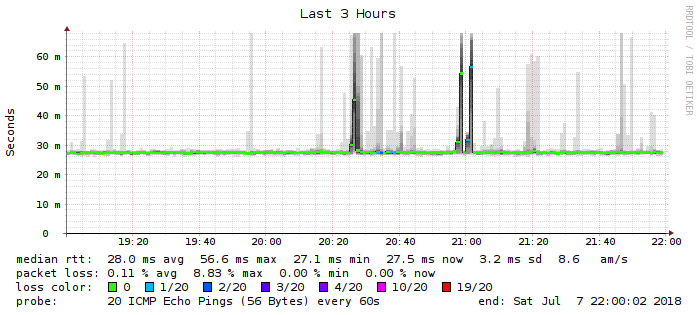 Last 3 Hours
RRDTOOL / TOBI OETIKER
Seconds
60 m
50 m
40 m
30 m
20 m
10 m
0
19:20 19:40 20:00 20:20 20:40 21:00 21:20 21:40 22:00
median rtt: 28.0 ms avg 56.6 ms max 27.1 ms min 27.5 ms now 3.2 ms sd 8.6 am/s
packet loss: 0.11 % avg 8.83 % max 0.00 % min 0.00 % now
loss color: 0 1/20 2/20 3/20 4/20 10/20 19/20
probe: 20 ICMP Echo Pings (56 Bytes) every 60s end: Sat Jul 7 22:00:02 2018